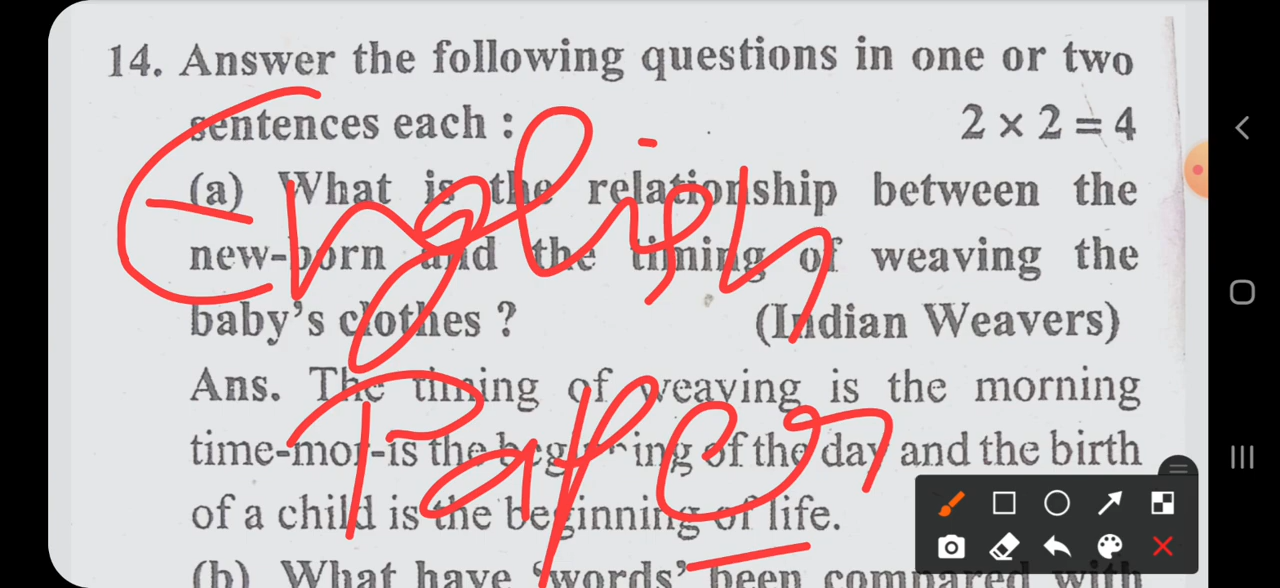 14. Answer the following questions in one or two
sentences each : 2 × 2 = 4
(a) What is the relationship between the
new-born and the timing of weaving the
baby's clothes ? (Indian Weavers)
Ans. The timing of weaving is the morning
time-mor-is the beginning of the day and the birth
of a child is the beginning of life.
(b) What have 'words' been compared with
English
Paper